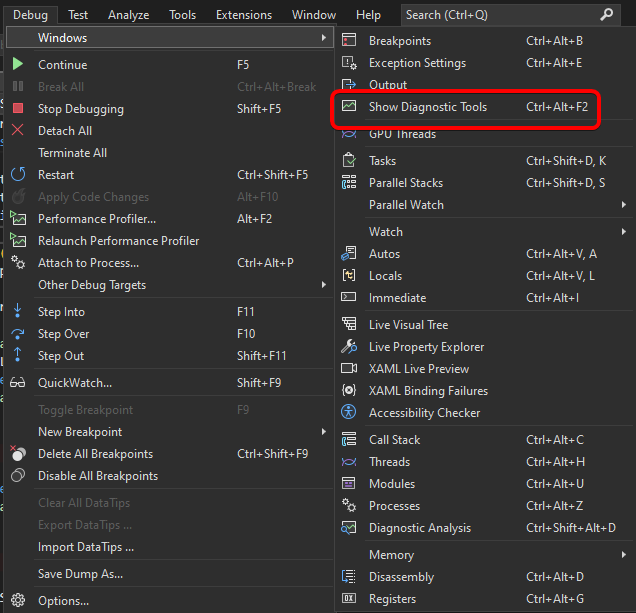 Debug Test Analyze Tools Extensions Window Help Search (Ctrl+Q)
Windows
Continue F5
Break All Ctrl+Alt+Break
Stop Debugging Shift+F5
Detach All
Terminate All
Restart Ctrl+Shift+F5
Apply Code Changes Alt+F10
Performance Profiler... Alt+F2
Relaunch Performance Profiler
Attach to Process... Ctrl+Alt+P
Other Debug Targets
Step Into F11
Step Over F10
Step Out Shift+F11
QuickWatch... Shift+F9
Toggle Breakpoint F9
New Breakpoint
Delete All Breakpoints Ctrl+Shift+F9
Disable All Breakpoints
Clear All DataTips
Export DataTips ...
Import DataTips ...
Save Dump As...
Options...
Breakpoints Ctrl+Alt+B
Exception Settings Ctrl+Alt+E
Output
Show Diagnostic Tools Ctrl+Alt+F2
GPU Threads
Tasks Ctrl+Shift+D, K
Parallel Stacks Ctrl+Shift+D, S
Parallel Watch
Watch
Autos Ctrl+Alt+V, A
Locals Ctrl+Alt+V, L
Immediate Ctrl+Alt+I
Live Visual Tree
Live Property Explorer
XAML Live Preview
XAML Binding Failures
Accessibility Checker
Call Stack Ctrl+Alt+C
Threads Ctrl+Alt+H
Modules Ctrl+Alt+U
Processes Ctrl+Alt+Z
Diagnostic Analysis Ctrl+Shift+Alt+D
Memory
Disassembly Ctrl+Alt+D
Registers Ctrl+Alt+G